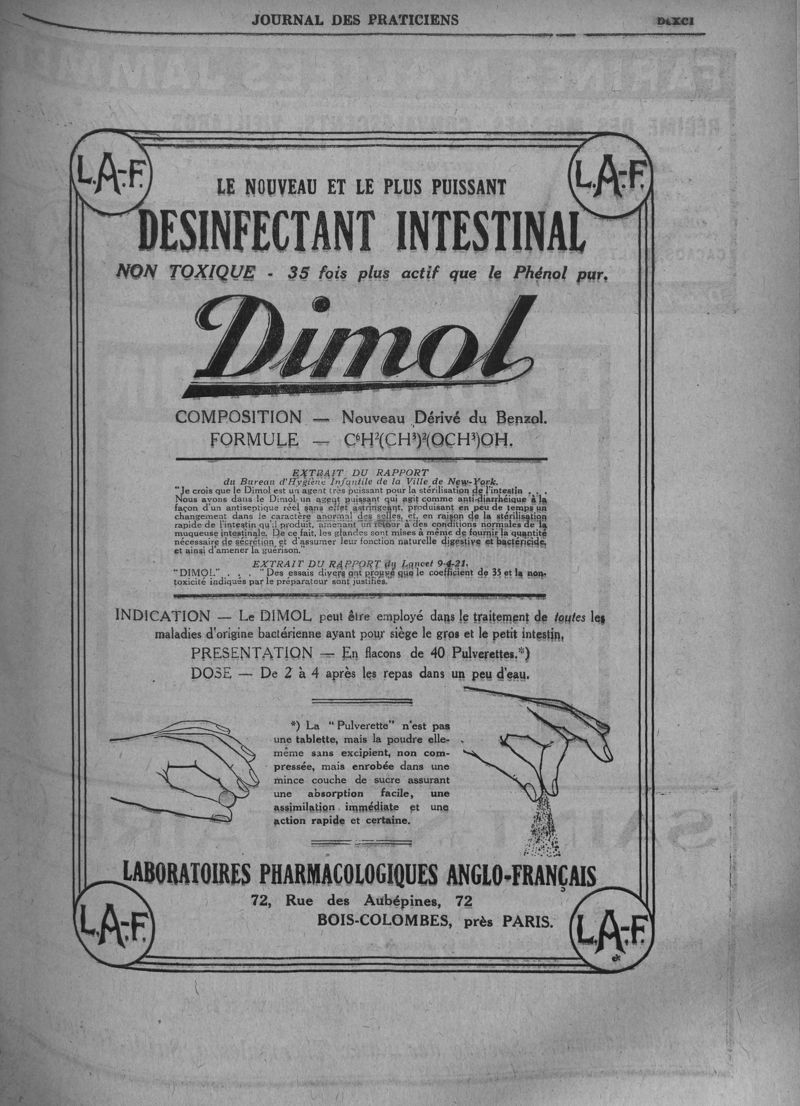 JOURNAL DES PRATICIENS
DCXCI
L.A-F.
L.A-F.
LE NOUVEAU ET LE PLUS PUISSANT
DESINFECTANT INTESTINAL
NON TOXIQUE - 35 fois plus actif que le Phénol pur.
Dimol
COMPOSITION — Nouveau Dérivé du Benzol.
FORMULE — C⁶H²(CH³)²(OCH³)OH.
EXTRAIT DU RAPPORT
du Bureau d'Hygiène Infantile de la Ville de New-York.
"Je crois que le Dimol est un agent très puissant pour la stérilisation de l'intestin . . .
Nous avons dans le Dimol un agent puissant qui agit comme anti-diarrhéique à la
façon d'un antiseptique réel sans effet astringeant, produisant en peu de temps un
changement dans le caractère anormal des selles, et, en raison de la stérilisation
rapide de l'intestin qu'il produit, amenant un retour à des conditions normales de la
muqueuse intestinale. De ce fait, les glandes sont mises à même de fournir la quantité
nécessaire de sécrétion et d'assumer leur fonction naturelle digestive et bactéricide,
et ainsi d'amener la guérison."
EXTRAIT DU RAPPORT du Lancet 9-4-21.
"DIMOL" . . . "Des essais divers ont prouvé que le coefficient de 35 et la non-
toxicité indiqués par le préparateur sont justifiés."
INDICATION — Le DIMOL peut être employé dans le traitement de toutes les
maladies d'origine bactérienne ayant pour siège le gros et le petit intestin.
PRESENTATION — En flacons de 40 Pulverettes.*)
DOSE — De 2 à 4 après les repas dans un peu d'eau.
*) La "Pulverette" n'est pas
une tablette, mais la poudre elle-
même sans excipient, non com-
pressée, mais enrobée dans une
mince couche de sucre assurant
une absorption facile, une
assimilation immédiate et une
action rapide et certaine.
LABORATOIRES PHARMACOLOGIQUES ANGLO-FRANÇAIS
72, Rue des Aubépines, 72
BOIS-COLOMBES, près PARIS.
L.A-F.
L.A-F.